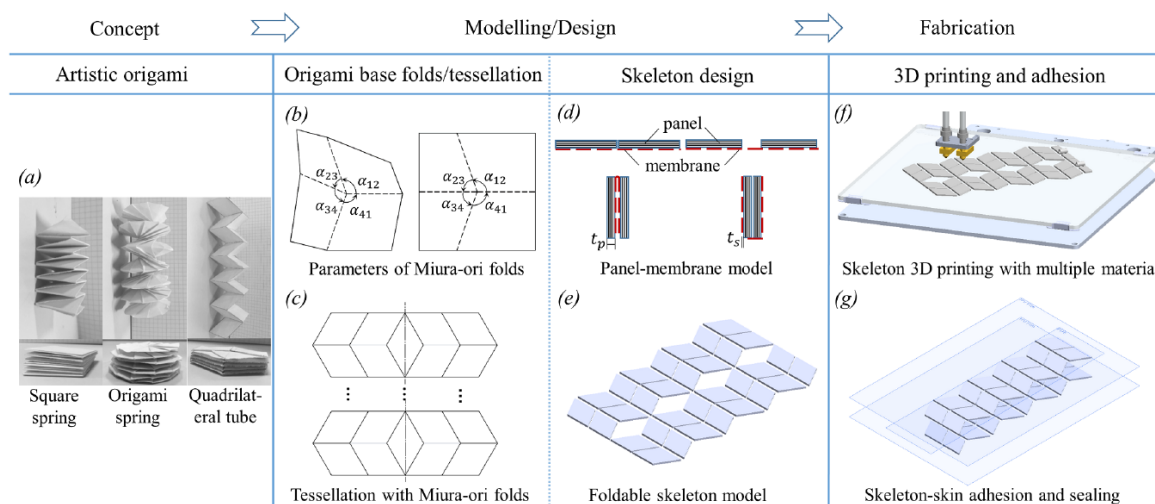 Concept
Modelling/Design
Fabrication
Artistic origami
Origami base folds/tessellation
Skeleton design
3D printing and adhesion
(a)
Square
spring
Origami
spring
Quadrilat-
eral tube
(b)
α23
α12
α34
α41
α23
α12
α34
α41
Parameters of Miura-ori folds
(c)
Tessellation with Miura-ori folds
(d)
panel
membrane
tp
ts
Panel-membrane model
(e)
Foldable skeleton model
(f)
Skeleton 3D printing with multiple materia
(g)
Skeleton-skin adhesion and sealing